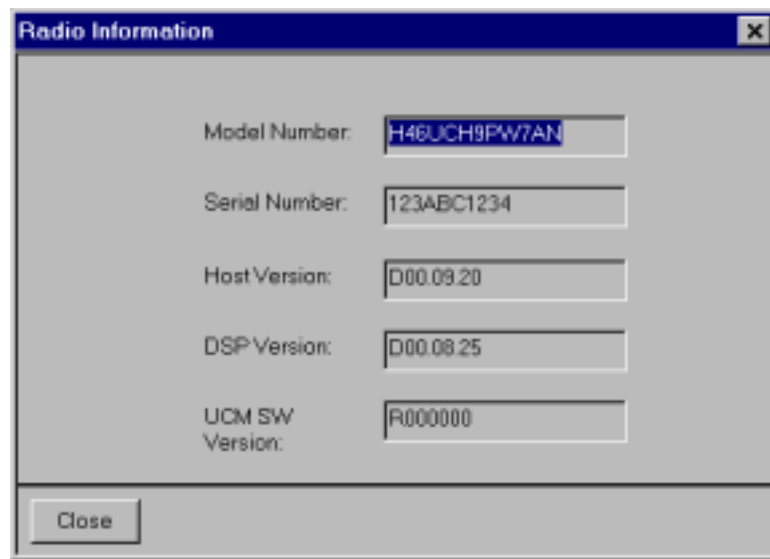 Radio Information
Model Number: H46UCH9PW7AN
Serial Number: 123ABC1234
Host Version: D00.09.20
DSP Version: D00.08.25
UCM SW Version: R000000
Close